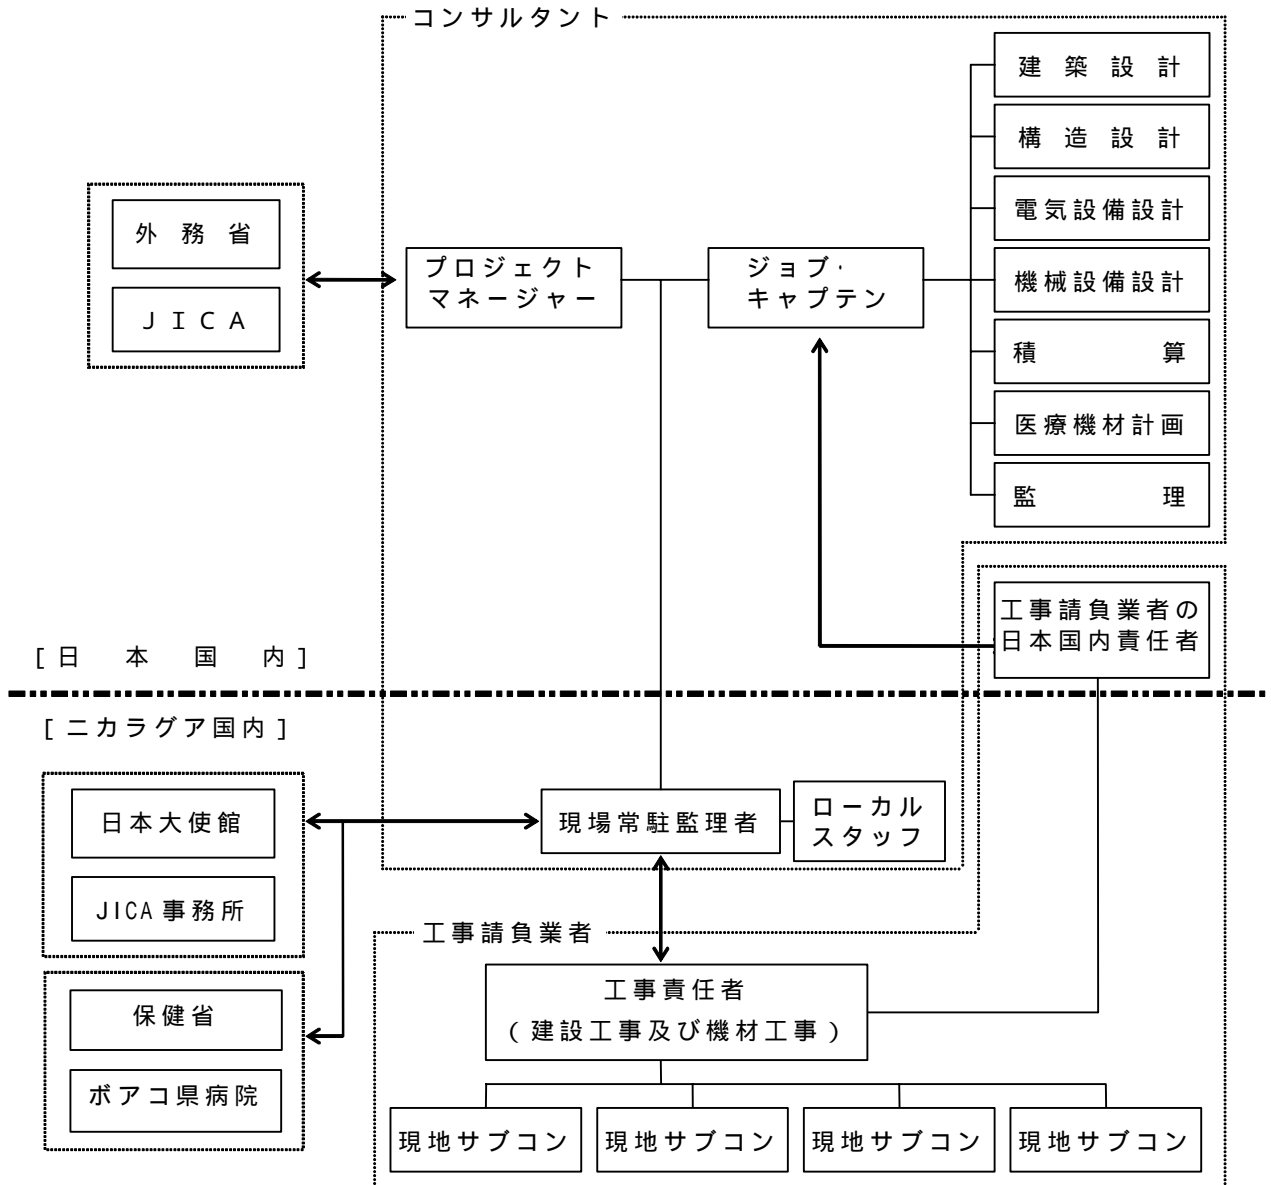 コンサルタント
建築設計
構造設計
電気設備設計
機械設備設計
積算
医療機材計画
監理
外務省
ＪＩＣＡ
プロジェクト
マネージャー
ジョブ・
キャプテン
工事請負業者の
日本国内責任者
[日本国内]
[ニカラグア国内]
日本大使館
JICA事務所
保健省
ボアコ県病院
現場常駐監理者
ローカル
スタッフ
工事請負業者
工事責任者
(建設工事及び機材工事)
現地サブコン
現地サブコン
現地サブコン
現地サブコン